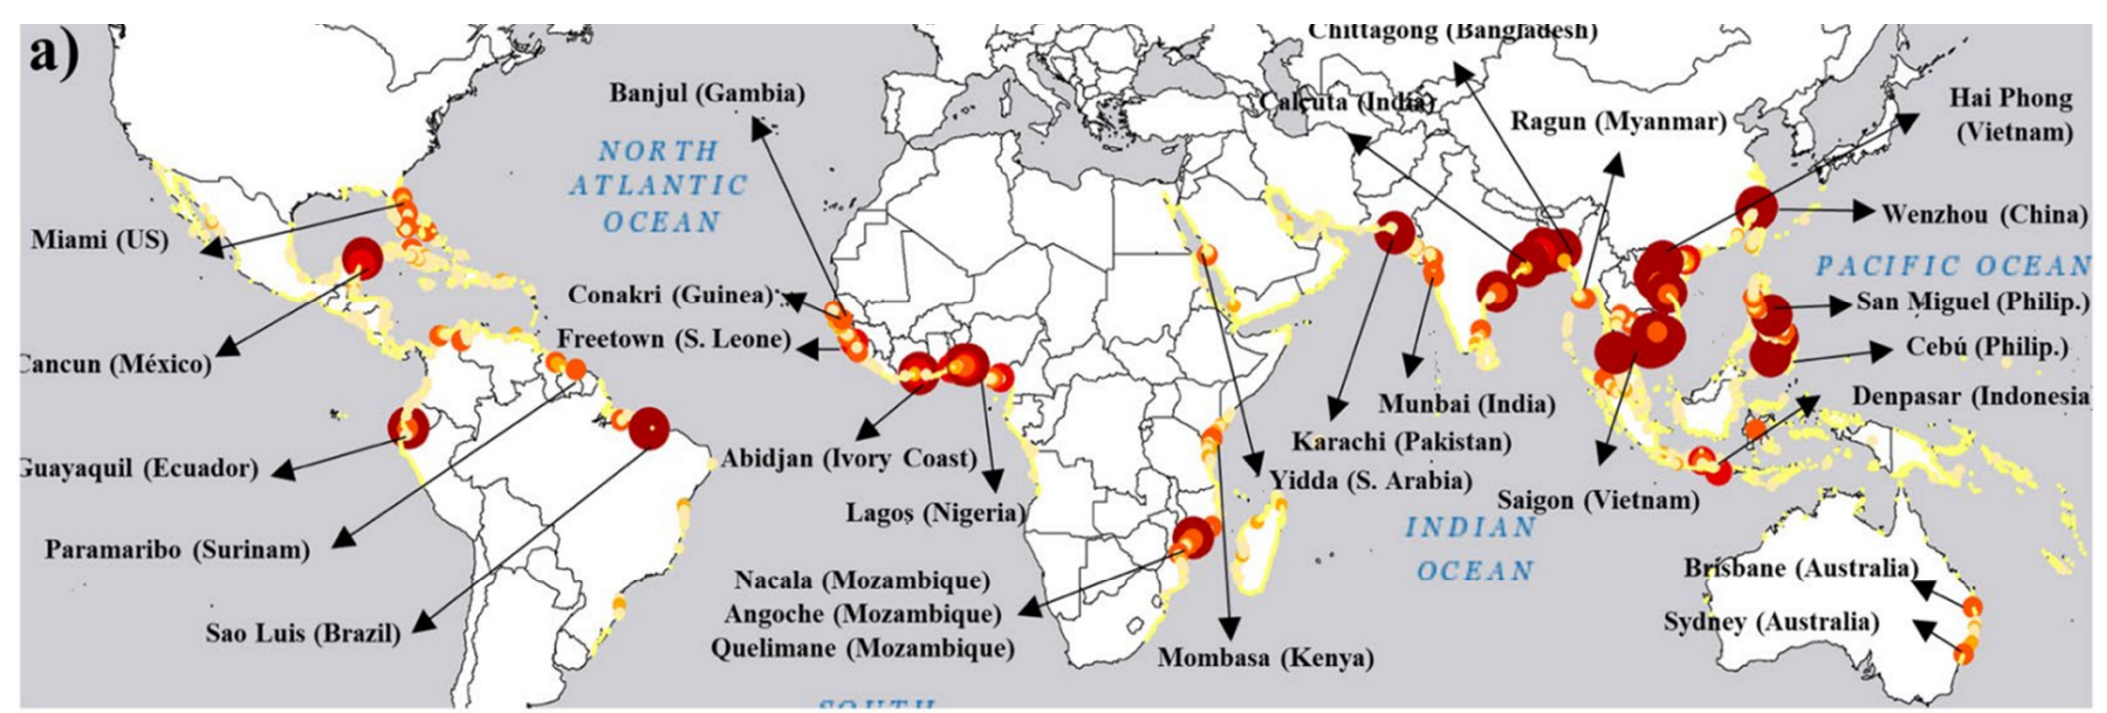 a)
Chittagong (Bangladesh)
Banjul (Gambia)
Calcuta (India)
Ragun (Myanmar)
Hai Phong
(Vietnam)
NORTH
ATLANTIC
OCEAN
Miami (US)
Wenzhou (China)
PACIFIC OCEAN
Conakri (Guinea)
San Miguel (Philip.)
Freetown (S. Leone)
Cebú (Philip.)
Cancun (México)
Munbai (India)
Denpasar (Indonesia
Karachi (Pakistan)
Guayaquil (Ecuador)
Abidjan (Ivory Coast)
Yidda (S. Arabia)
Saigon (Vietnam)
Lagos (Nigeria)
INDIAN
OCEAN
Paramaribo (Surinam)
Brisbane (Australia)
Nacala (Mozambique)
Angoche (Mozambique)
Quelimane (Mozambique)
Sydney (Australia)
Sao Luis (Brazil)
Mombasa (Kenya)
SOUTH